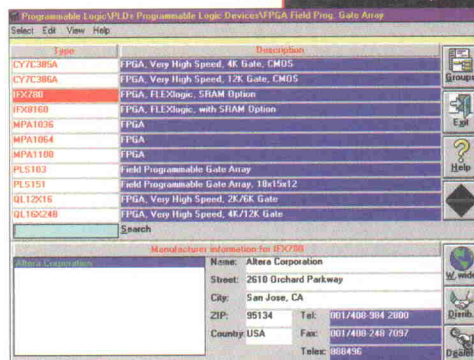 Programmable Logic\PLDs Programmable Logic Devices\FPGA Field Prog. Gate Array
Select Edit View Help
Type Description
CY7C385A FPGA, Very High Speed, 4K Gate, CMOS
CY7C386A FPGA, Very High Speed, 12K Gate, CMOS
IFX780 FPGA, FLEXlogic, SRAM Option
IFX8160 FPGA, FLEXlogic, with SRAM Option
MPA1036 FPGA
MPA1064 FPGA
MPA1100 FPGA
PLS103 Field Programmable Gate Array
PLS151 Field Programmable Gate Array, 18x15x12
QL12X16 FPGA, Very High Speed, 2K/6K Gate
QL16X24B FPGA, Very High Speed, 4K/12K Gate
Search
Groups
Exit
Help
Manufacturer information for IFX780
Altera Corporation
Name: Altera Corporation
Street: 2610 Orchard Parkway
City: San Jose, CA
ZIP: 95134 Tel: 001/408-984 2800
Country: USA Fax: 001/408-248 7097
Telex: 888496
W. wide
Distrib.
Dealer